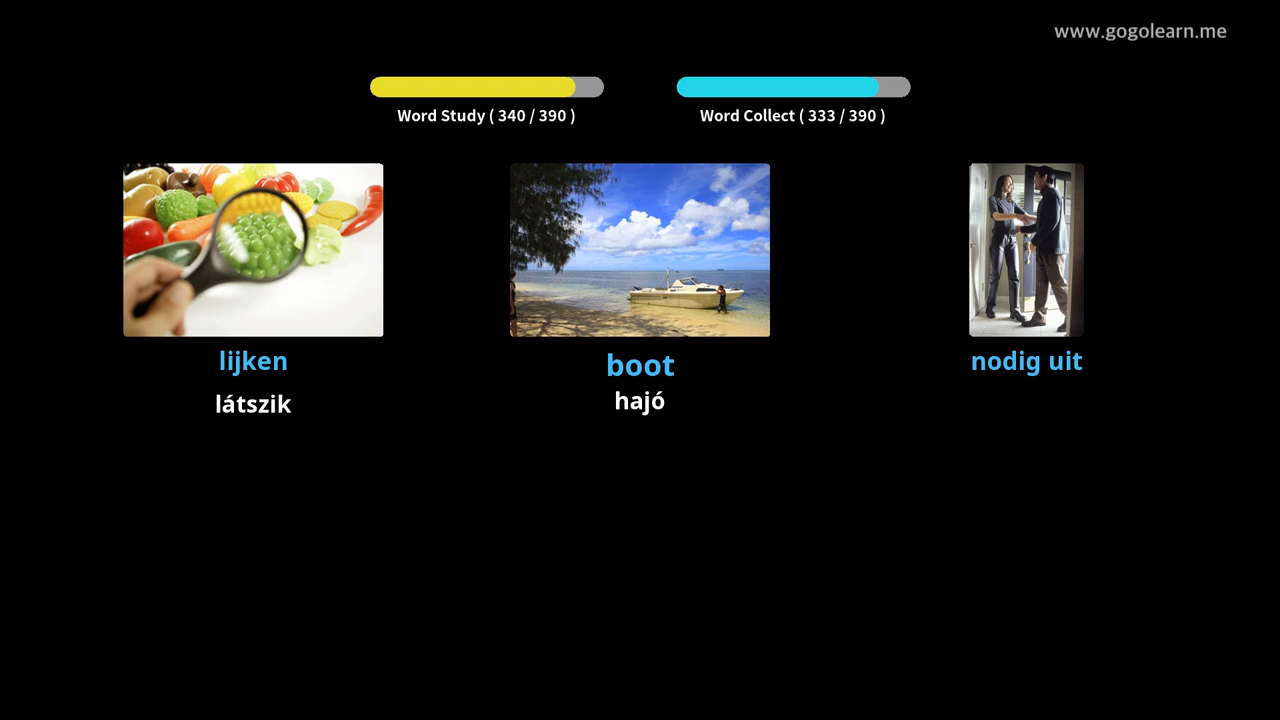 www.gogolearn.me
Word Study ( 340 / 390 )
Word Collect ( 333 / 390 )
lijken
látszik
boot
hajó
nodig uit